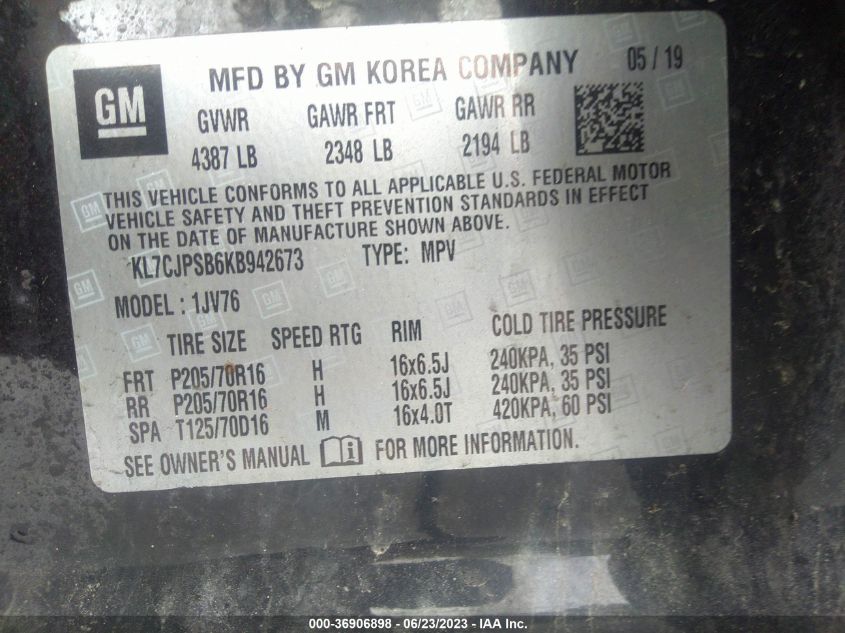 GM
MFD BY GM KOREA COMPANY 05 / 19
GVWR GAWR FRT GAWR RR
4387 LB 2348 LB 2194 LB
THIS VEHICLE CONFORMS TO ALL APPLICABLE U.S. FEDERAL MOTOR
VEHICLE SAFETY AND THEFT PREVENTION STANDARDS IN EFFECT
ON THE DATE OF MANUFACTURE SHOWN ABOVE.
KL7CJPSB6KB942673 TYPE: MPV
MODEL : 1JV76
TIRE SIZE SPEED RTG RIM COLD TIRE PRESSURE
FRT P205/70R16 H 16x6.5J 240KPA, 35 PSI
RR P205/70R16 H 16x6.5J 240KPA, 35 PSI
SPA T125/70D16 M 16x4.0T 420KPA, 60 PSI
SEE OWNER'S MANUAL FOR MORE INFORMATION.
000-36906898 - 06/23/2023 - © IAA Inc.